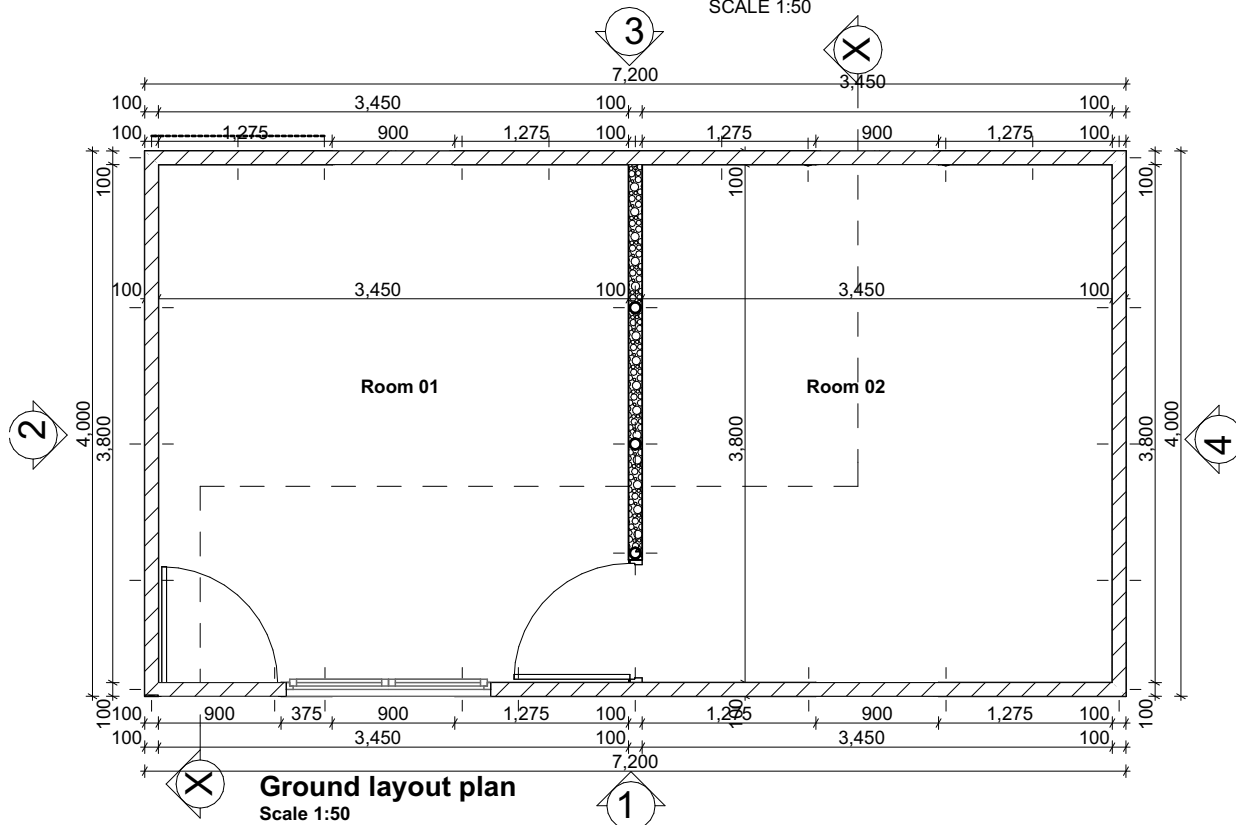 SCALE 1:50
3
X
7,200
3,450
100 3,450 100 100
100 1,275 900 1,275 100 1,275 900 1,275 100
100 100 100
100 3,450 100 3,450 100
Room 01 Room 02
2 4,000 3,800 3,800 3,800 4,000 4
100 100 100
100 900 375 900 1,275 100 1,275 900 1,275 100
100 3,450 100 3,450 100
7,200
X
Ground layout plan
Scale 1:50
1